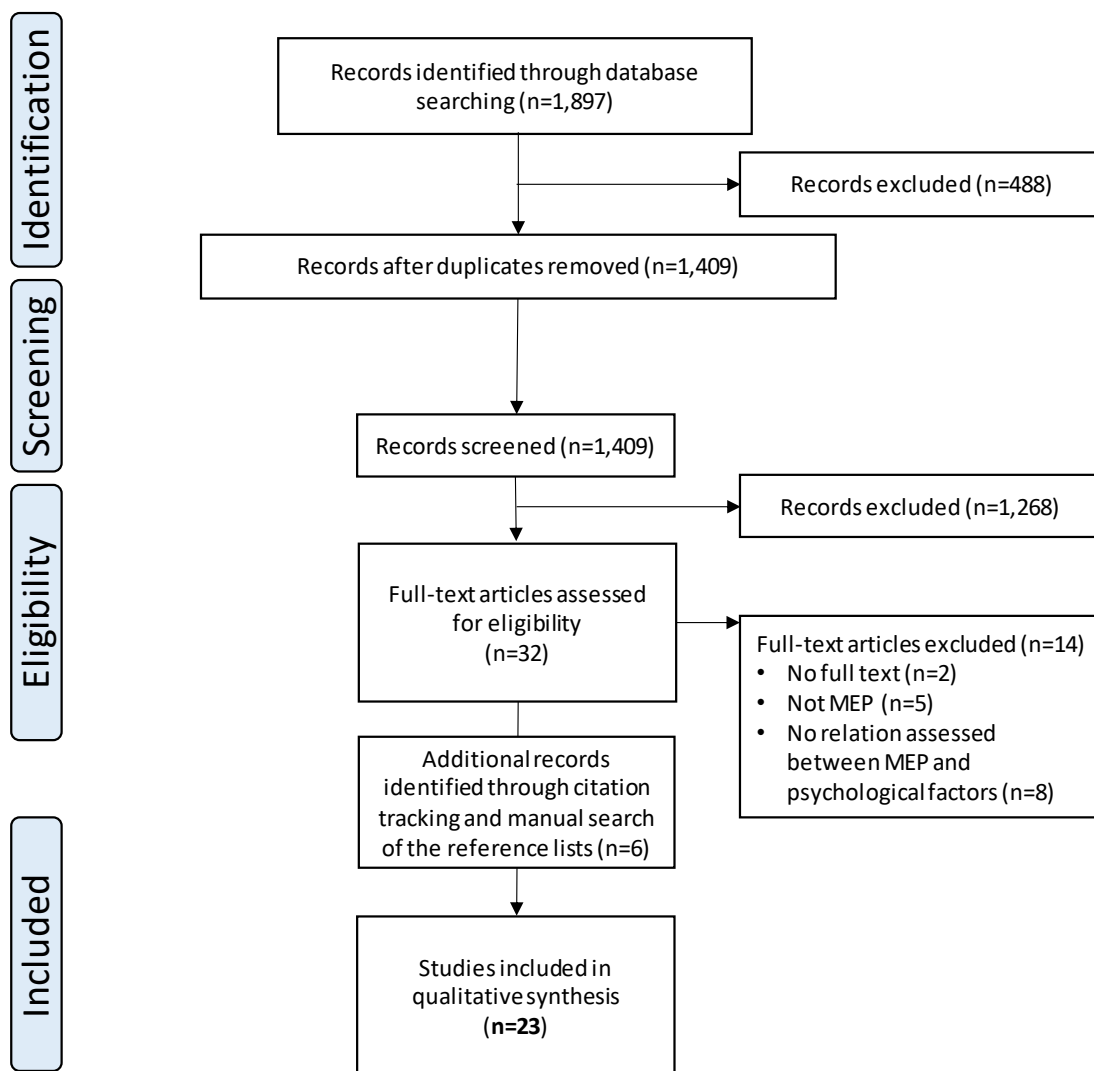 Identification
Records identified through database
searching (n=1,897)
Records excluded (n=488)
Records after duplicates removed (n=1,409)
Screening
Records screened (n=1,409)
Records excluded (n=1,268)
Eligibility
Full-text articles assessed
for eligibility
(n=32)
Full-text articles excluded (n=14)
• No full text (n=2)
• Not MEP (n=5)
• No relation assessed
between MEP and
psychological factors (n=8)
Additional records
identified through citation
tracking and manual search
of the reference lists (n=6)
Included
Studies included in
qualitative synthesis
(n=23)